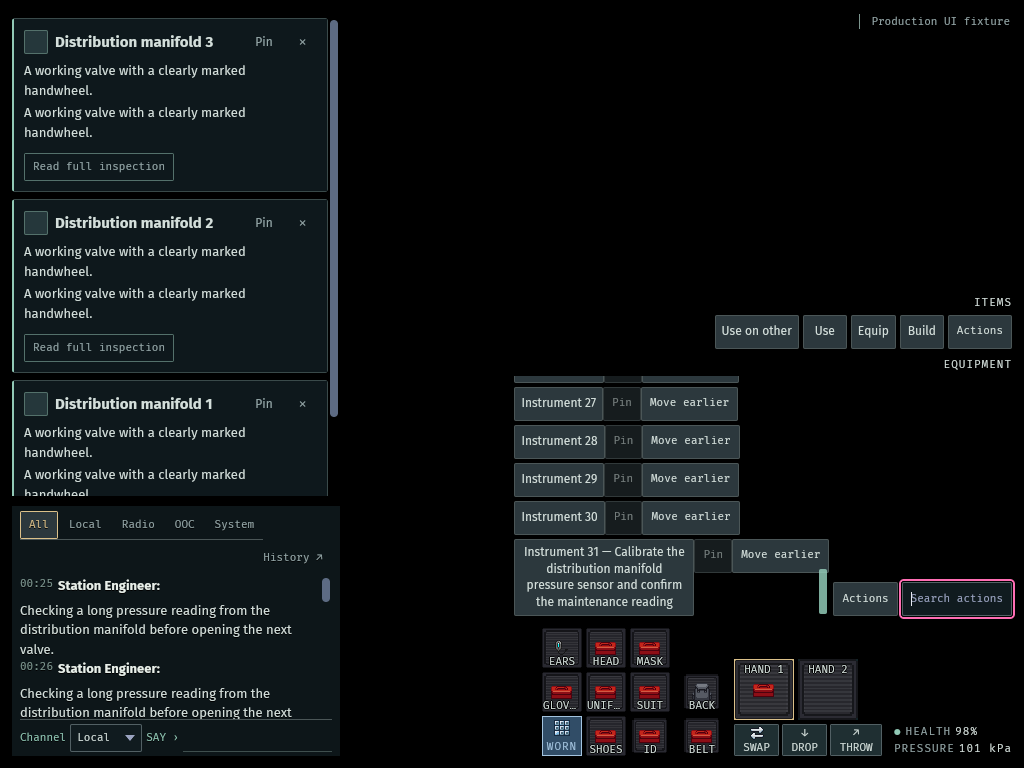 Production UI fixture
Distribution manifold 3 Pin ×
A working valve with a clearly marked
handwheel.
A working valve with a clearly marked
handwheel.
Read full inspection
Distribution manifold 2 Pin ×
A working valve with a clearly marked
handwheel.
A working valve with a clearly marked
handwheel.
Read full inspection
Distribution manifold 1 Pin ×
A working valve with a clearly marked
handwheel.
A working valve with a clearly marked
handwheel.
All Local Radio OOC System
History ↗
00:25 Station Engineer:
Checking a long pressure reading from the
distribution manifold before opening the next
valve.
00:26 Station Engineer:
Checking a long pressure reading from the
distribution manifold before opening the next
Channel Local SAY ›
ITEMS
Use on other Use Equip Build Actions
EQUIPMENT
Instrument 27 Pin Move earlier
Instrument 28 Pin Move earlier
Instrument 29 Pin Move earlier
Instrument 30 Pin Move earlier
Instrument 31 — Calibrate the
distribution manifold
pressure sensor and confirm
the maintenance reading
Pin Move earlier
Actions Search actions
EARS HEAD MASK
GLOV… UNIF… SUIT BACK
WORN SHOES ID BELT
HAND 1 HAND 2
SWAP DROP THROW
HEALTH 98%
PRESSURE 101 kPa